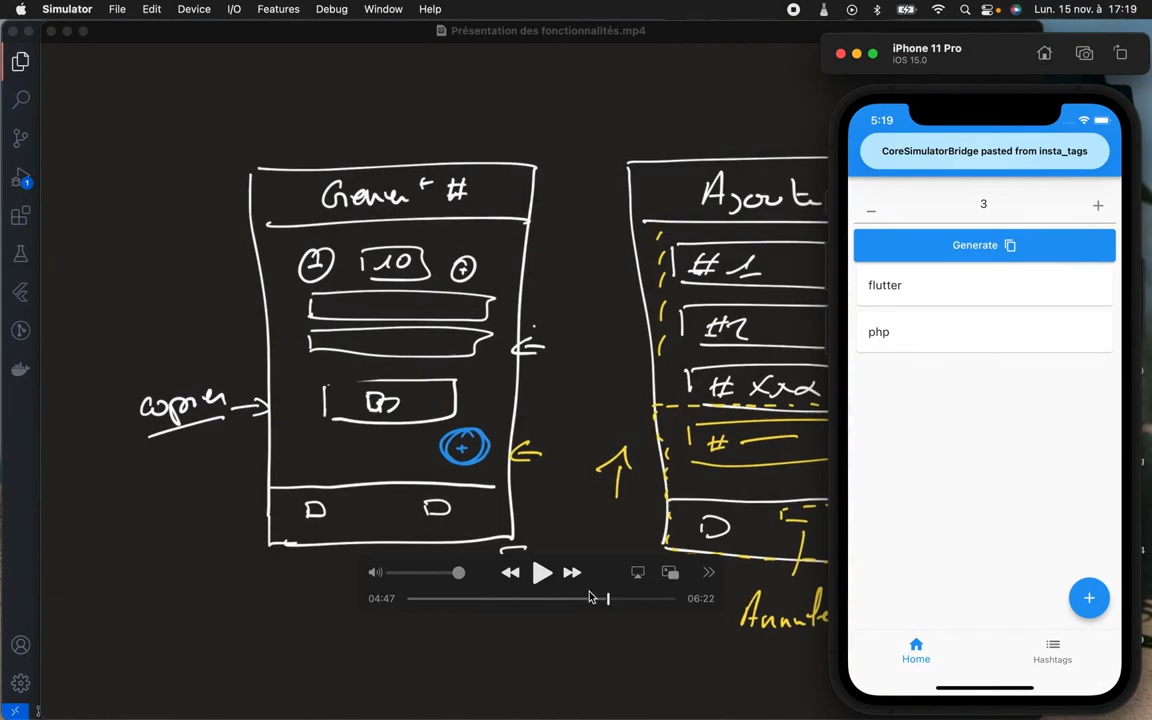 Simulator File Edit Device I/O Features Debug Window Help Lun. 15 nov. à 17:19
Présentation des fonctionnalités.mp4
iPhone 11 Pro
iOS 15.0
5:19
CoreSimulatorBridge pasted from insta_tags
3
Generate
flutter
php
Home
Hashtags
1
#
10
+
copier
+
Ajoute
# 1
#2
#
#
04:47
06:22